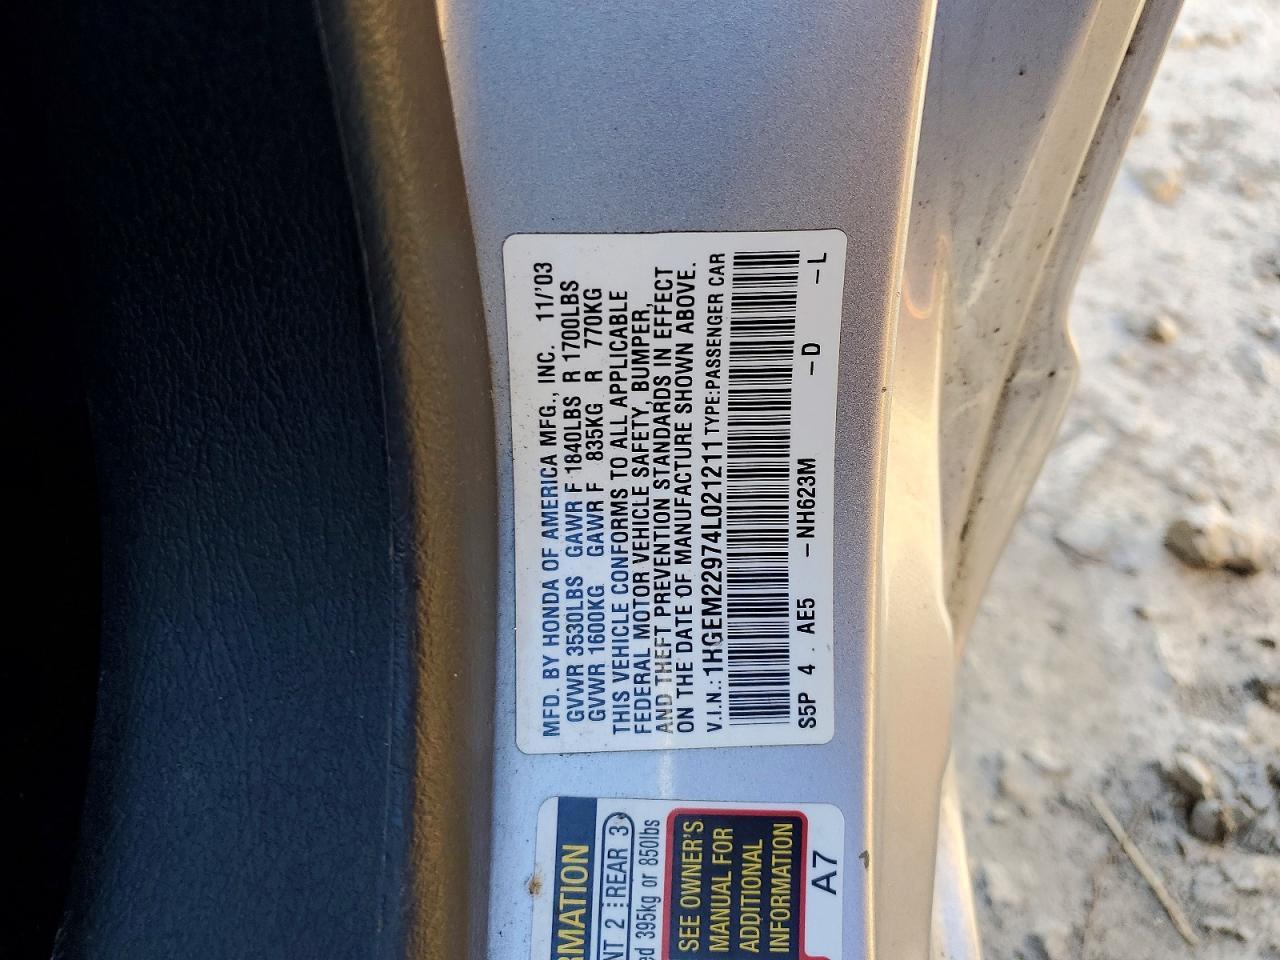 MFD. BY HONDA OF AMERICA MFG., INC. 11/'03
GVWR 3530LBS GAWR F 1840LBS R 1700LBS
GVWR 1600KG GAWR F 835KG R 770KG
THIS VEHICLE CONFORMS TO ALL APPLICABLE
FEDERAL MOTOR VEHICLE SAFETY, BUMPER,
AND THEFT PREVENTION STANDARDS IN EFFECT
ON THE DATE OF MANUFACTURE SHOWN ABOVE.
V.I.N.: 1HGEM22974L021211 TYPE:PASSENGER CAR
S5P 4 . AE5 -NH623M -D -L
RMATION
NT 2 REAR 3
ed 395kg or 850lbs
SEE OWNER'S
MANUAL FOR
ADDITIONAL
INFORMATION
A7